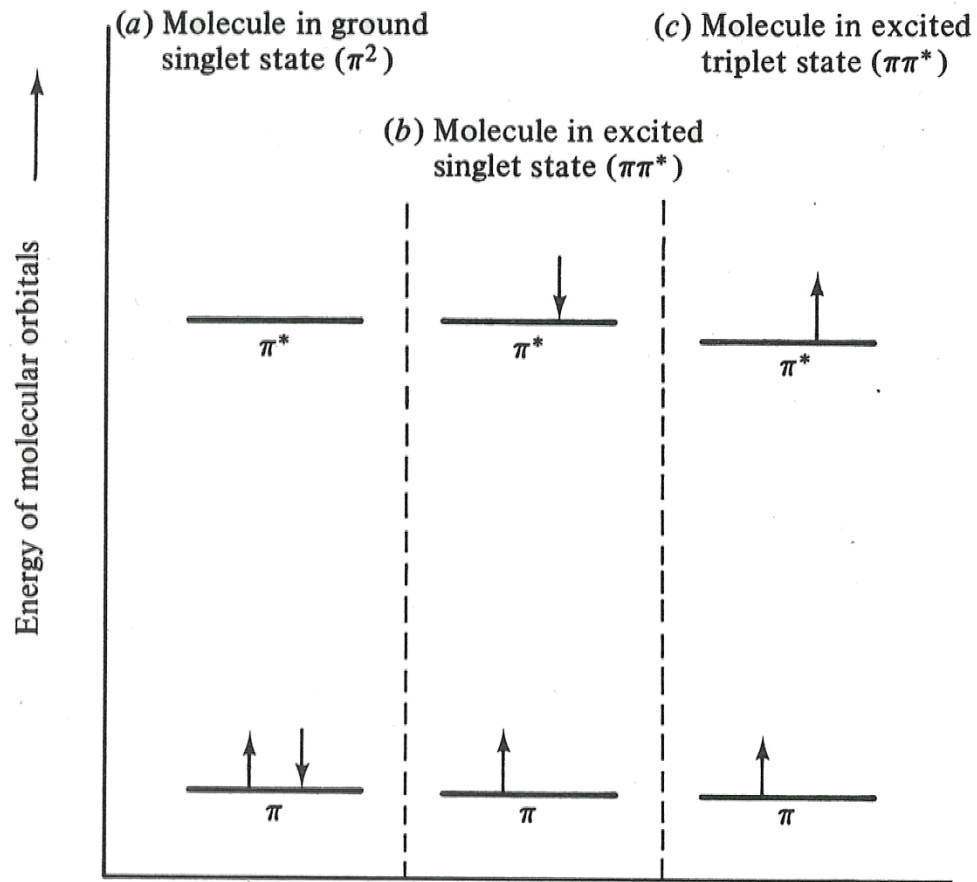 (a) Molecule in ground
singlet state (π²)
(c) Molecule in excited
triplet state (ππ*)
(b) Molecule in excited
singlet state (ππ*)
Energy of molecular orbitals
π*
π*
π*
π
π
π